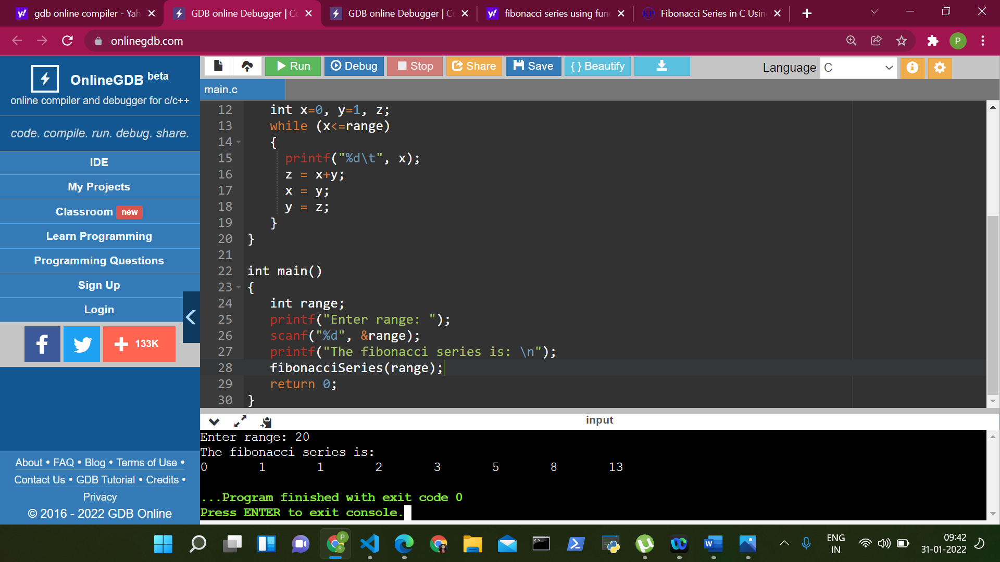 gdb online compiler - Yah
GDB online Debugger | Co
GDB online Debugger | Co
fibonacci series using func
Fibonacci Series in C Usin
onlinegdb.com
P
OnlineGDB beta
online compiler and debugger for c/c++
code. compile. run. debug. share.
IDE
My Projects
Classroom new
Learn Programming
Programming Questions
Sign Up
Login
133K
About • FAQ • Blog • Terms of Use •
Contact Us • GDB Tutorial • Credits •
Privacy
© 2016 - 2022 GDB Online
Run Debug Stop Share Save { } Beautify
Language C
main.c
12 int x=0, y=1, z;
13 while (x<=range)
14 {
15 printf("%d\t", x);
16 z = x+y;
17 x = y;
18 y = z;
19 }
20 }
21
22 int main()
23 {
24 int range;
25 printf("Enter range: ");
26 scanf("%d", &range);
27 printf("The fibonacci series is: \n");
28 fibonacciSeries(range);
29 return 0;
30 }
input
Enter range: 20
The fibonacci series is:
0 1 1 2 3 5 8 13
...Program finished with exit code 0
Press ENTER to exit console.
ENG
IN
09:42
31-01-2022